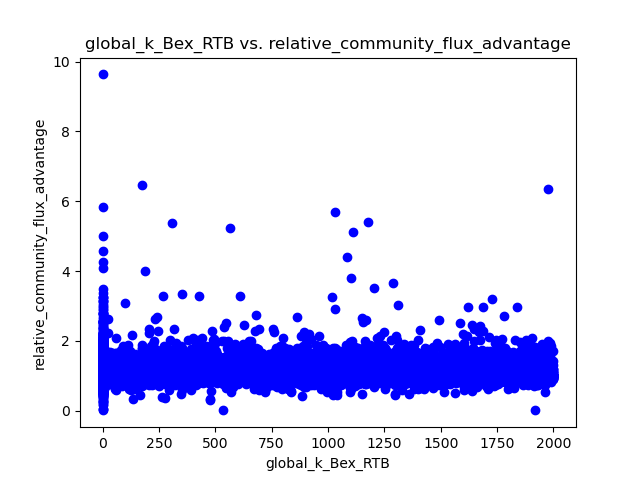 global_k_Bex_RTB vs. relative_community_flux_advantage
10
8
6
4
2
0
relative_community_flux_advantage
0 250 500 750 1000 1250 1500 1750 2000
global_k_Bex_RTB